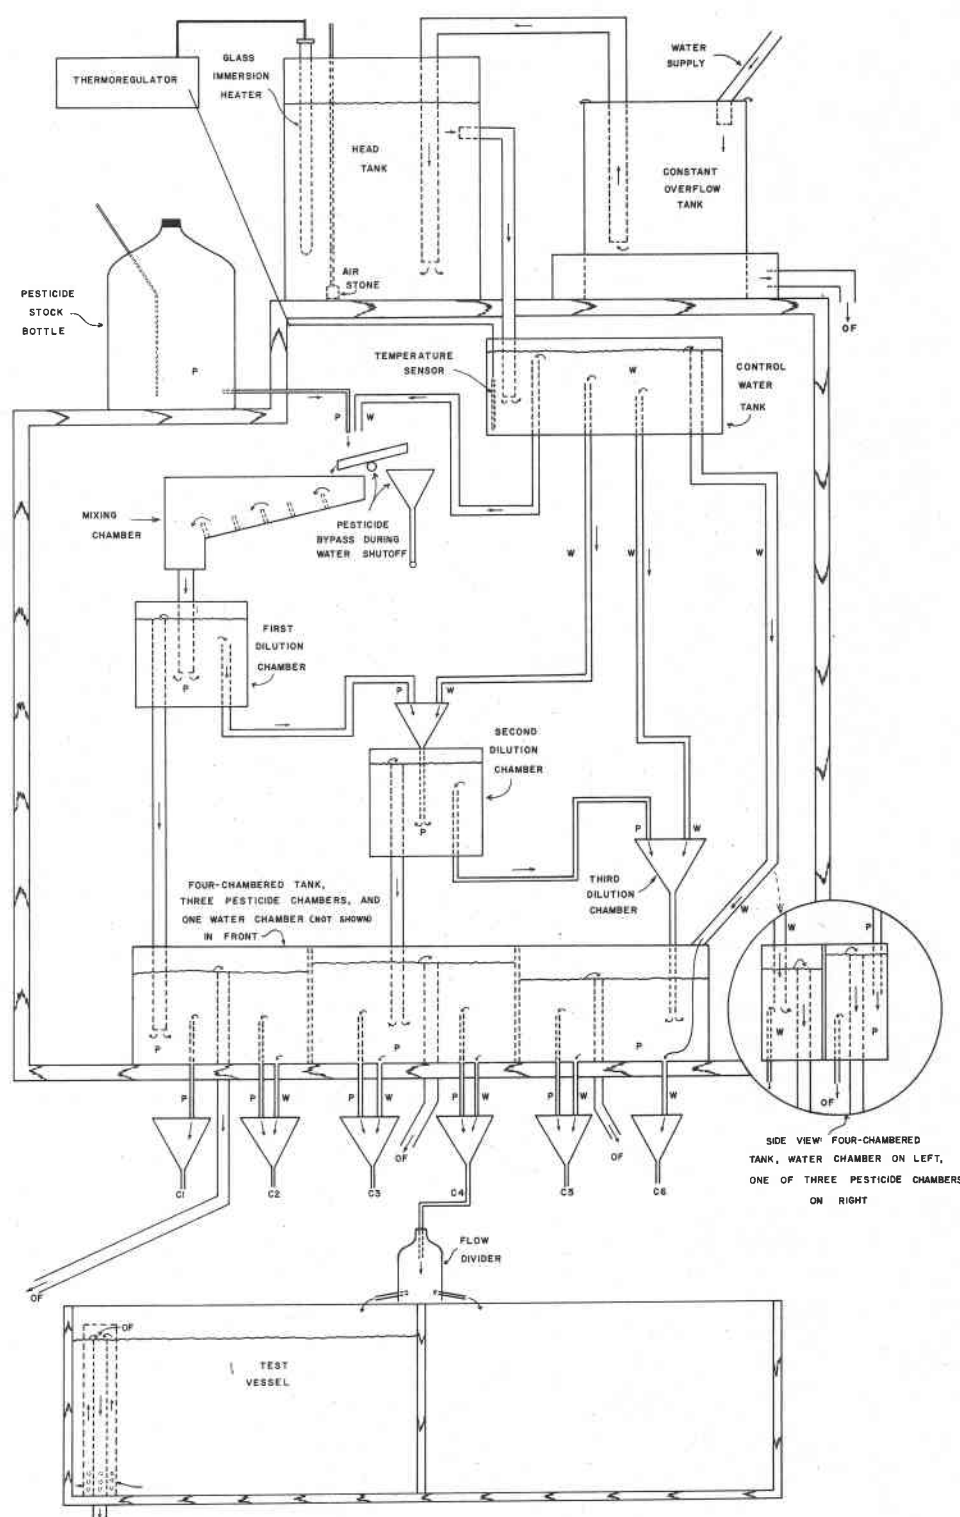 THERMOREGULATOR
GLASS
IMMERSION
HEATER
HEAD
TANK
WATER
SUPPLY
CONSTANT
OVERFLOW
TANK
AIR
STONE
PESTICIDE
STOCK
BOTTLE
P
OF
TEMPERATURE
SENSOR
W
CONTROL
WATER
TANK
P
W
MIXING
CHAMBER
PESTICIDE
BYPASS DURING
WATER SHUTOFF
W
W
W
FIRST
DILUTION
CHAMBER
P
P
W
SECOND
DILUTION
CHAMBER
P
P
W
THIRD
DILUTION
CHAMBER
FOUR-CHAMBERED TANK,
THREE PESTICIDE CHAMBERS, AND
ONE WATER CHAMBER (NOT SHOWN)
IN FRONT
W
W
P
P
P
P
W
P
OF
P
P
W
P
W
P
W
P
W
W
OF
OF
C1
C2
C3
C4
C5
C6
SIDE VIEW: FOUR-CHAMBERED
TANK, WATER CHAMBER ON LEFT,
ONE OF THREE PESTICIDE CHAMBERS
ON RIGHT
FLOW
DIVIDER
OF
OF
TEST
VESSEL